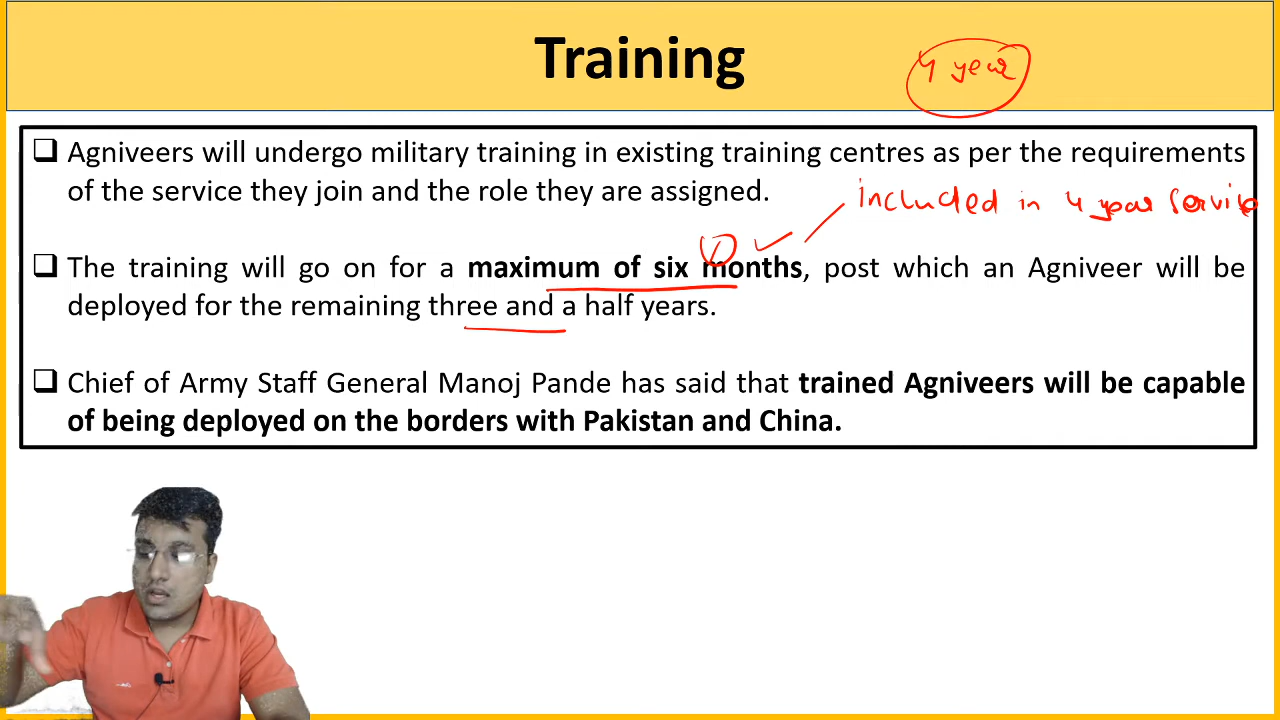 Training
4 year
❑ Agniveers will undergo military training in existing training centres as per the requirements
of the service they join and the role they are assigned.
included in 4 year service
❑ The training will go on for a maximum of six months, post which an Agniveer will be
deployed for the remaining three and a half years.
❑ Chief of Army Staff General Manoj Pande has said that trained Agniveers will be capable
of being deployed on the borders with Pakistan and China.